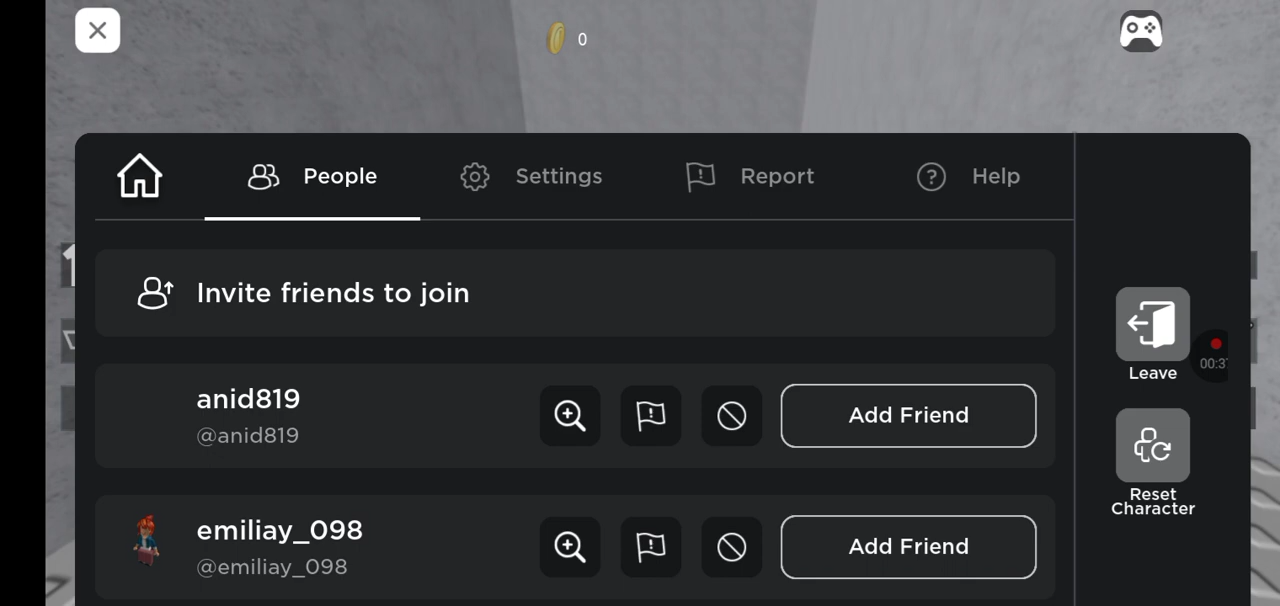 0
People
Settings
Report
Help
Invite friends to join
anid819
@anid819
Add Friend
emiliay_098
@emiliay_098
Add Friend
Leave
Reset
Character